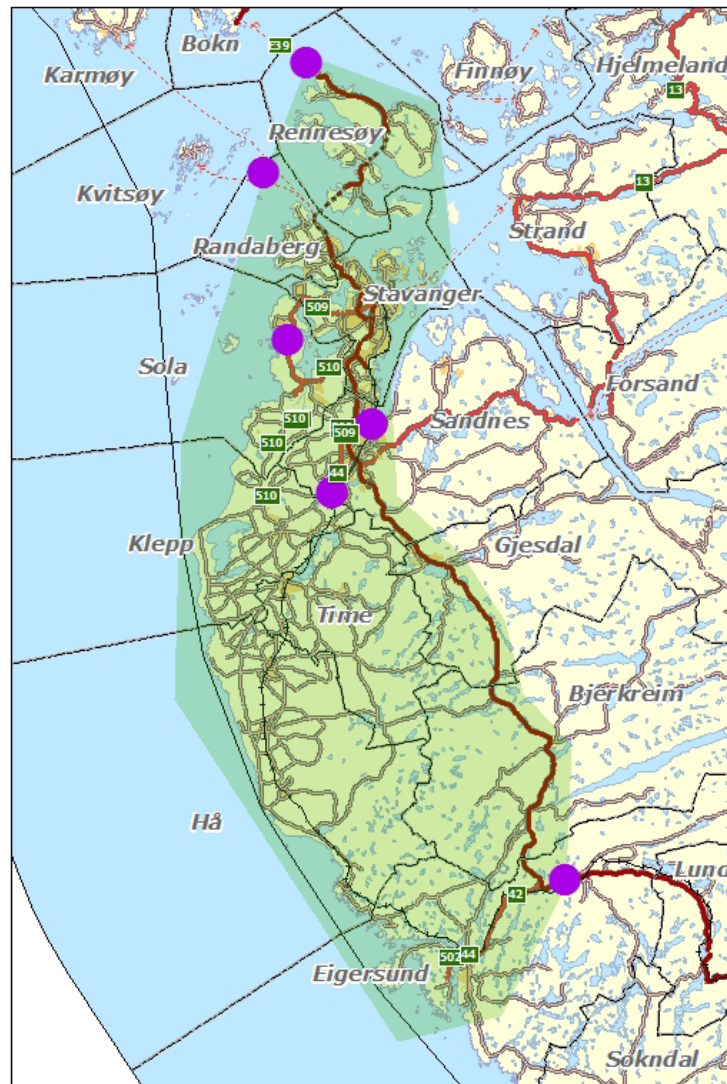 Bokn
E39
Karmøy
Finnøy
Hjelmeland
13
Rennesøy
13
Kvitsøy
Randaberg
Strand
Stavanger
509
Sola
510
Forsand
510
Sandnes
509
510
44
510
Klepp
Gjesdal
Time
Bjerkreim
Hå
Lund
42
Eigersund
502
44
Sokndal